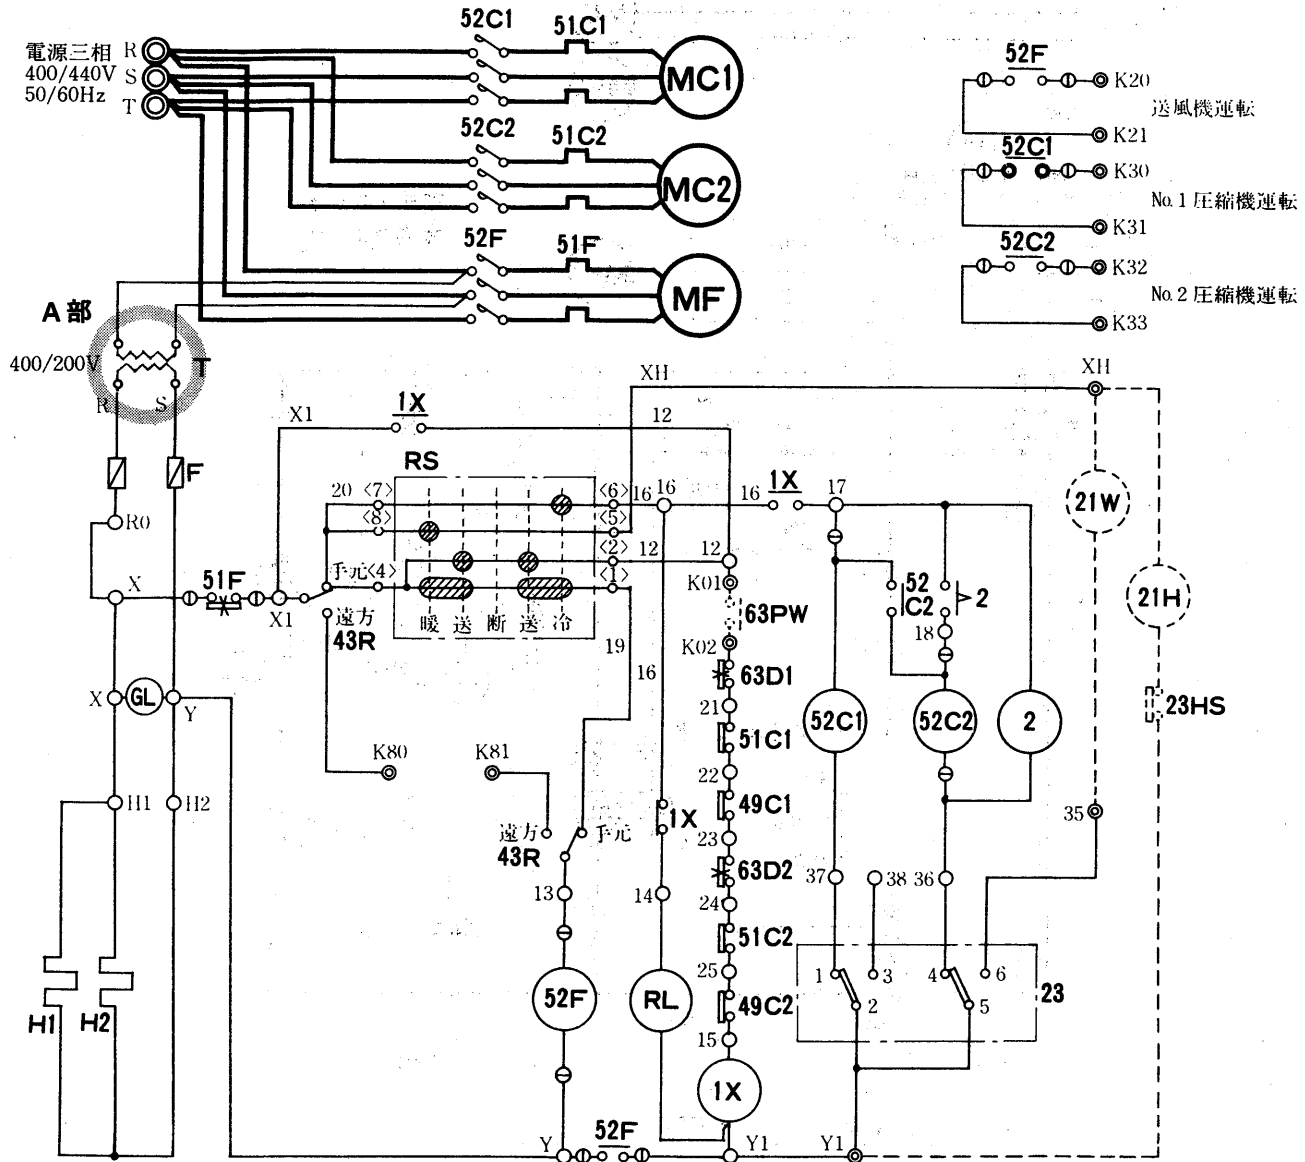 電源三相 R
400/440V S
50/60Hz T
52C1 51C1
MC1
52C2 51C2
MC2
52F 51F
MF
52F
K20
送風機運転
K21
52C1
K30
No.1 圧縮機運転
K31
52C2
K32
No.2 圧縮機運転
K33
A 部
400/200V T
R S
F
R0
X 51F X1
X1 1X 12
XH XH
RS
20 〈7〉 〈6〉 16 16 16 1X 17
〈8〉 〈5〉
〈2〉 12 12
手元〈4〉 〈1〉
遠方
43R
暖 送 断 送 冷
19
16
K01
63PW
K02
63D1
21
51C1
22
49C1
23
63D2
24
51C2
25
49C2
15
1X
52
C2
2
18
52C1 52C2 2
21W
21H
23HS
X GL Y
K80 K81
H1 H2
遠方 手元
43R
1X
13 14
35
37 38 36
1 3 4 6
2 5
23
H1 H2
52F RL
Y 52F Y1 Y1